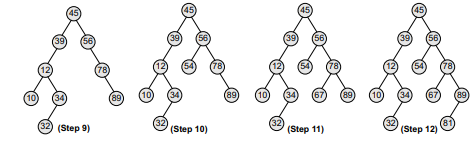 45 45 45 45
39 56 39 56 39 56 39 56
12 78 12 54 78 12 54 78 12 54 78
10 34 89 10 34 89 10 34 67 89 10 34 67 89
32 (Step 9) 32 (Step 10) 32 (Step 11) 32 (Step 12) 81